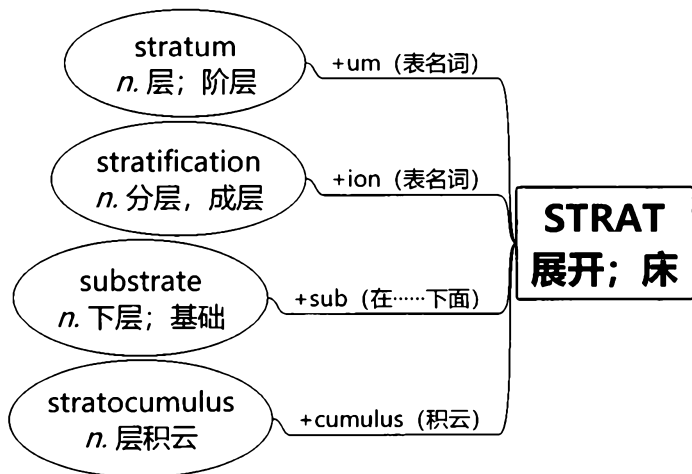 stratum
n. 层；阶层
+um（表名词）
stratification
n. 分层，成层
+ion（表名词）
STRAT
展开；床
substrate
n. 下层；基础
+sub（在……下面）
stratocumulus
n. 层积云
+cumulus（积云）